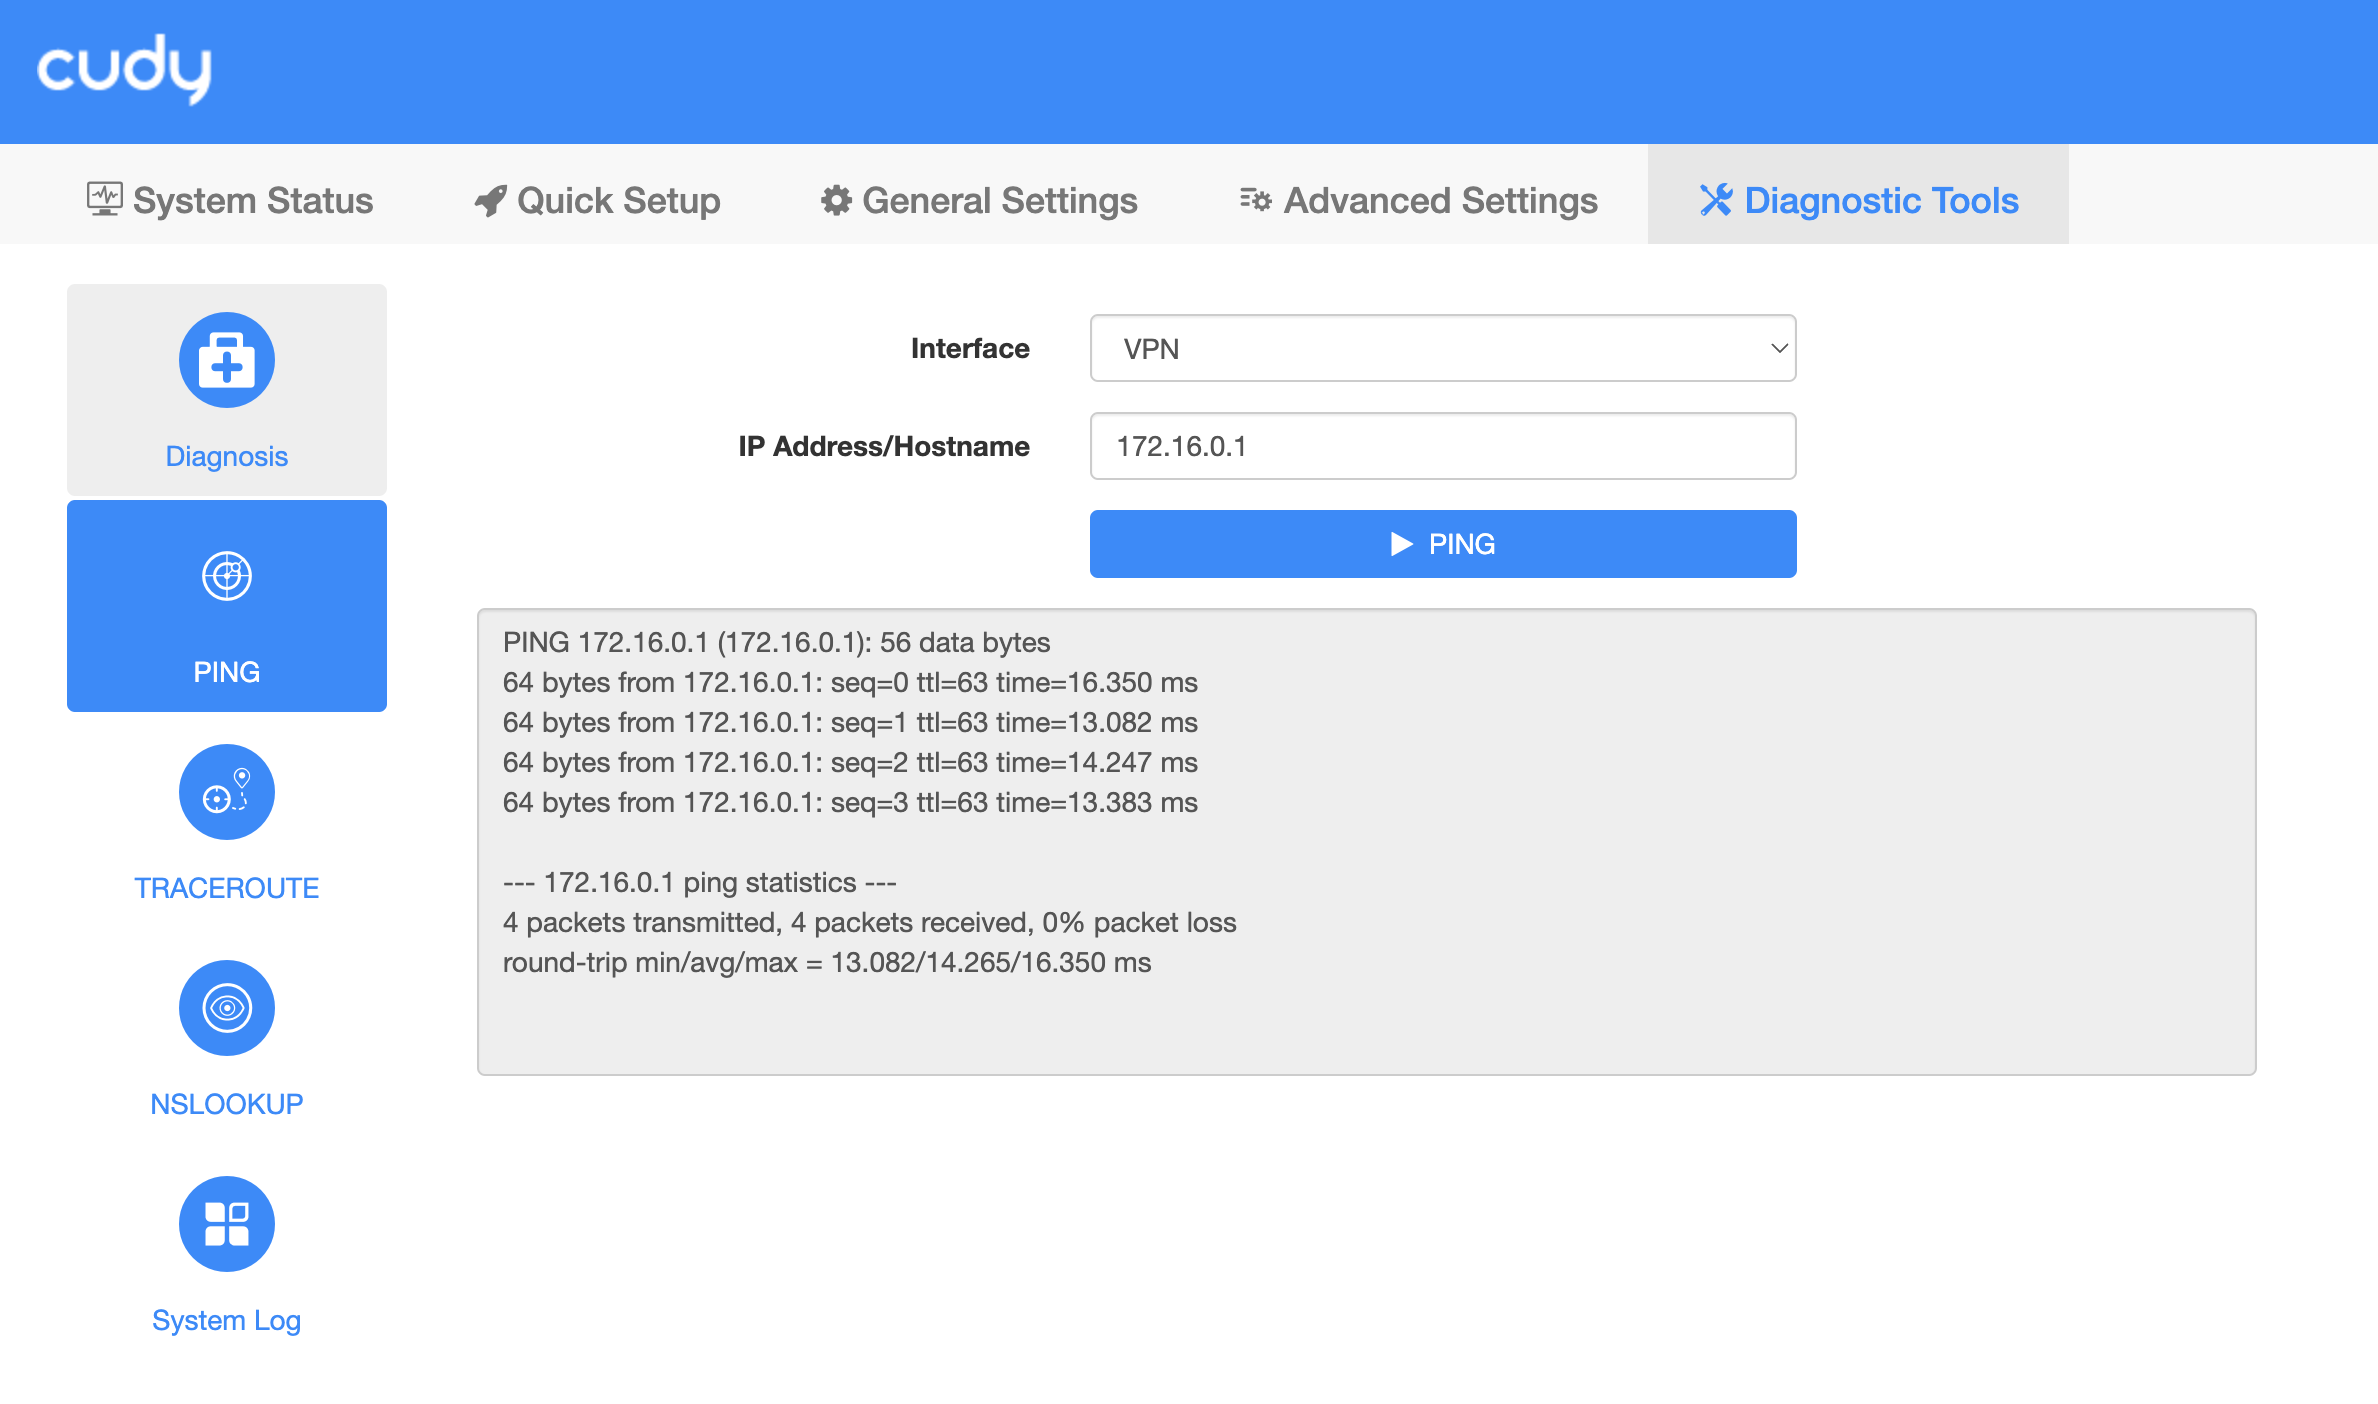 cudy
System Status
Quick Setup
General Settings
Advanced Settings
Diagnostic Tools
Diagnosis
PING
TRACEROUTE
NSLOOKUP
System Log
Interface
VPN
IP Address/Hostname
172.16.0.1
PING
PING 172.16.0.1 (172.16.0.1): 56 data bytes
64 bytes from 172.16.0.1: seq=0 ttl=63 time=16.350 ms
64 bytes from 172.16.0.1: seq=1 ttl=63 time=13.082 ms
64 bytes from 172.16.0.1: seq=2 ttl=63 time=14.247 ms
64 bytes from 172.16.0.1: seq=3 ttl=63 time=13.383 ms
--- 172.16.0.1 ping statistics ---
4 packets transmitted, 4 packets received, 0% packet loss
round-trip min/avg/max = 13.082/14.265/16.350 ms